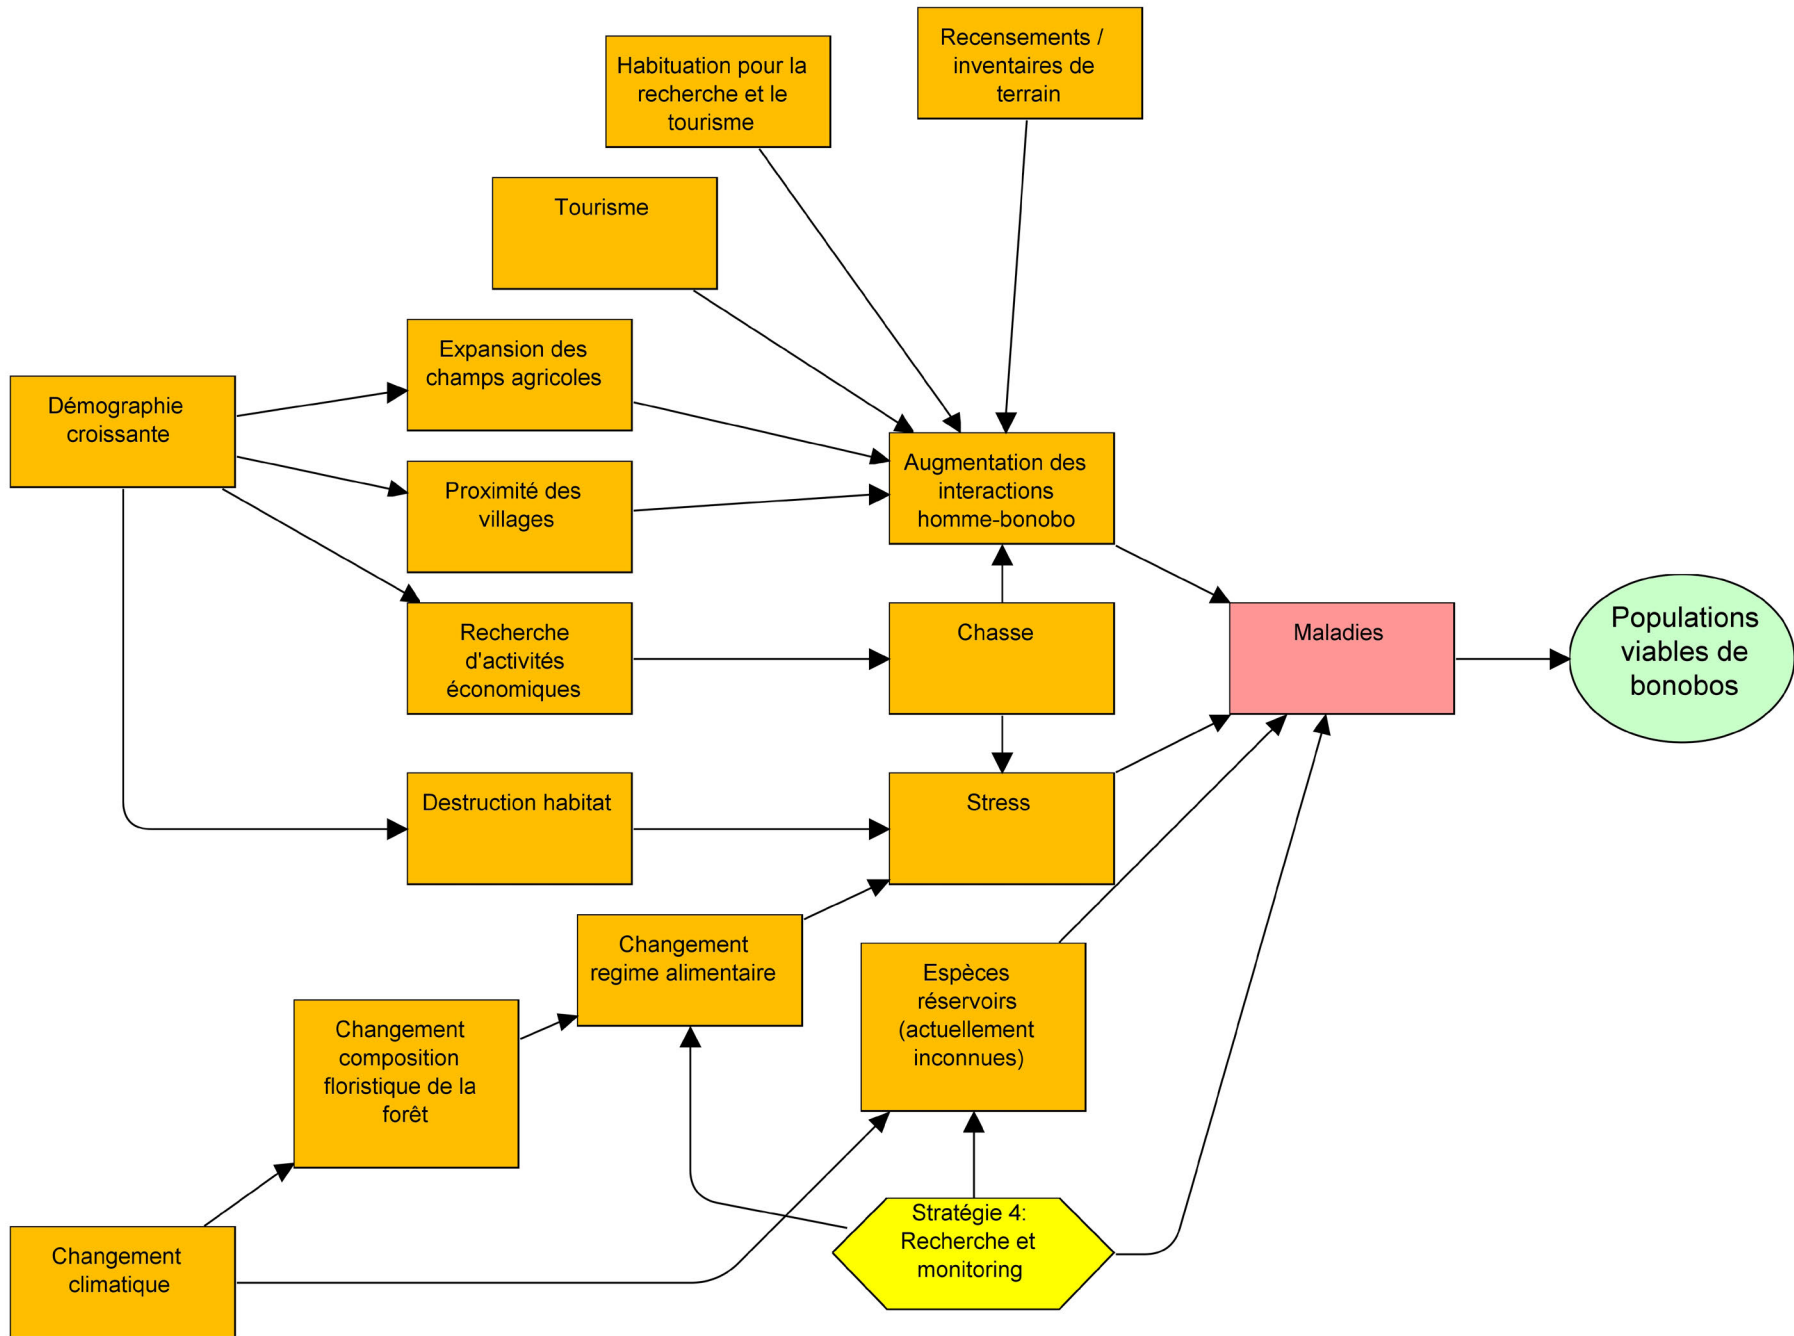 Recensements /
inventaires de
terrain
Habituation pour la
recherche et le
tourisme
Tourisme
Expansion des
champs agricoles
Démographie
croissante
Augmentation des
interactions
homme-bonobo
Proximité des
villages
Recherche
d'activités
économiques
Chasse
Maladies
Populations
viables de
bonobos
Destruction habitat
Stress
Changement
regime alimentaire
Espèces
réservoirs
(actuellement
inconnues)
Changement
composition
floristique de la
forêt
Stratégie 4:
Recherche et
monitoring
Changement
climatique